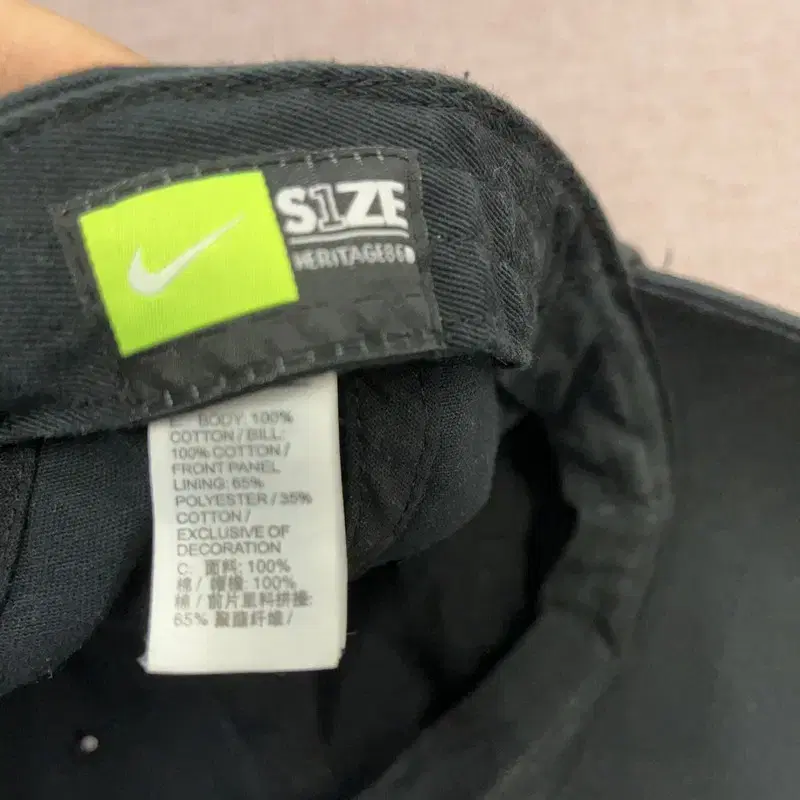 S1ZE
HERITAGE86
E. BODY: 100%
COTTON / BILL:
100% COTTON /
FRONT PANEL
LINING: 65%
POLYESTER / 35%
COTTON /
EXCLUSIVE OF
DECORATION
C. 面料: 100%
棉 / 帽檐: 100%
棉 / 前片里料拼接:
65% 聚酯纤维 /